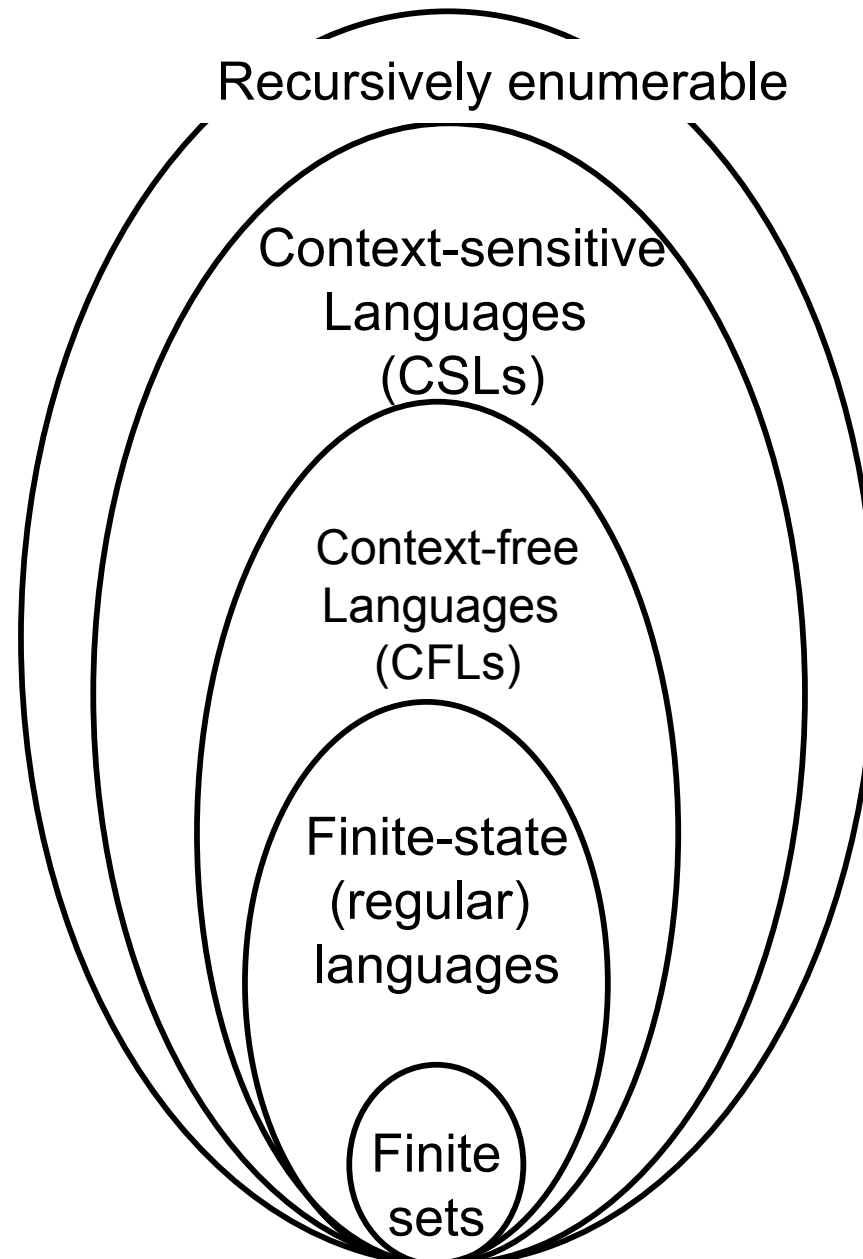 Recursively enumerable
Context-sensitive
Languages
(CSLs)
Context-free
Languages
(CFLs)
Finite-state
(regular)
languages
Finite
sets